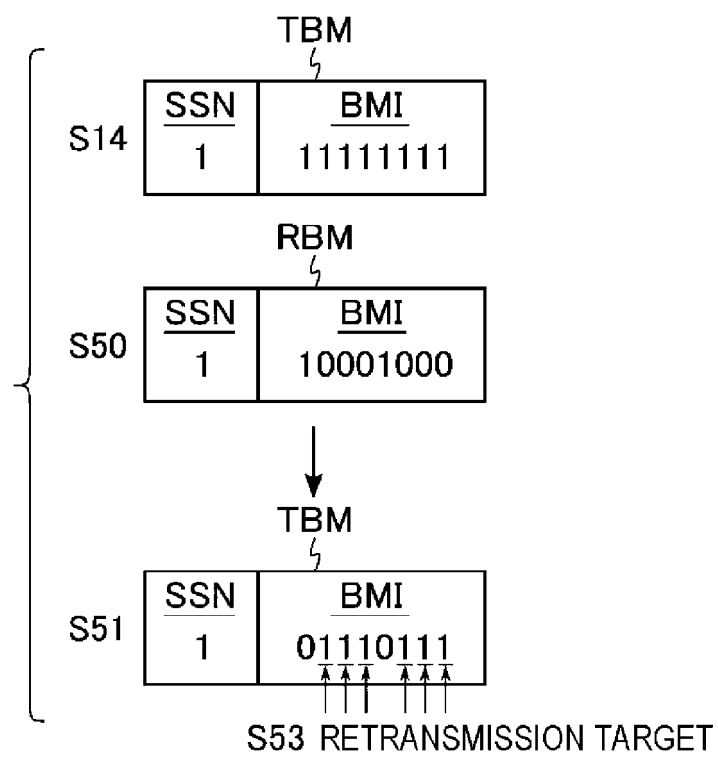 TBM
SSN BMI
S14 1 11111111
RBM
SSN BMI
S50 1 10001000
TBM
SSN BMI
S51 1 01110111
S53 RETRANSMISSION TARGET